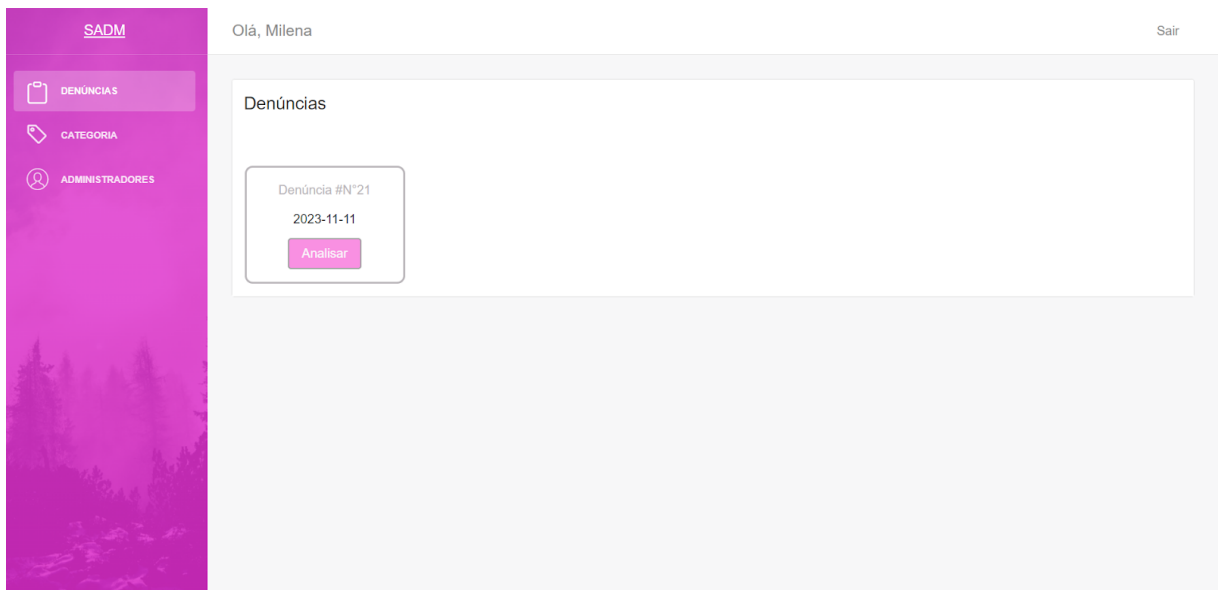 SADM
Olá, Milena
Sair
DENÚNCIAS
CATEGORIA
ADMINISTRADORES
Denúncias
Denúncia #N°21
2023-11-11
Analisar